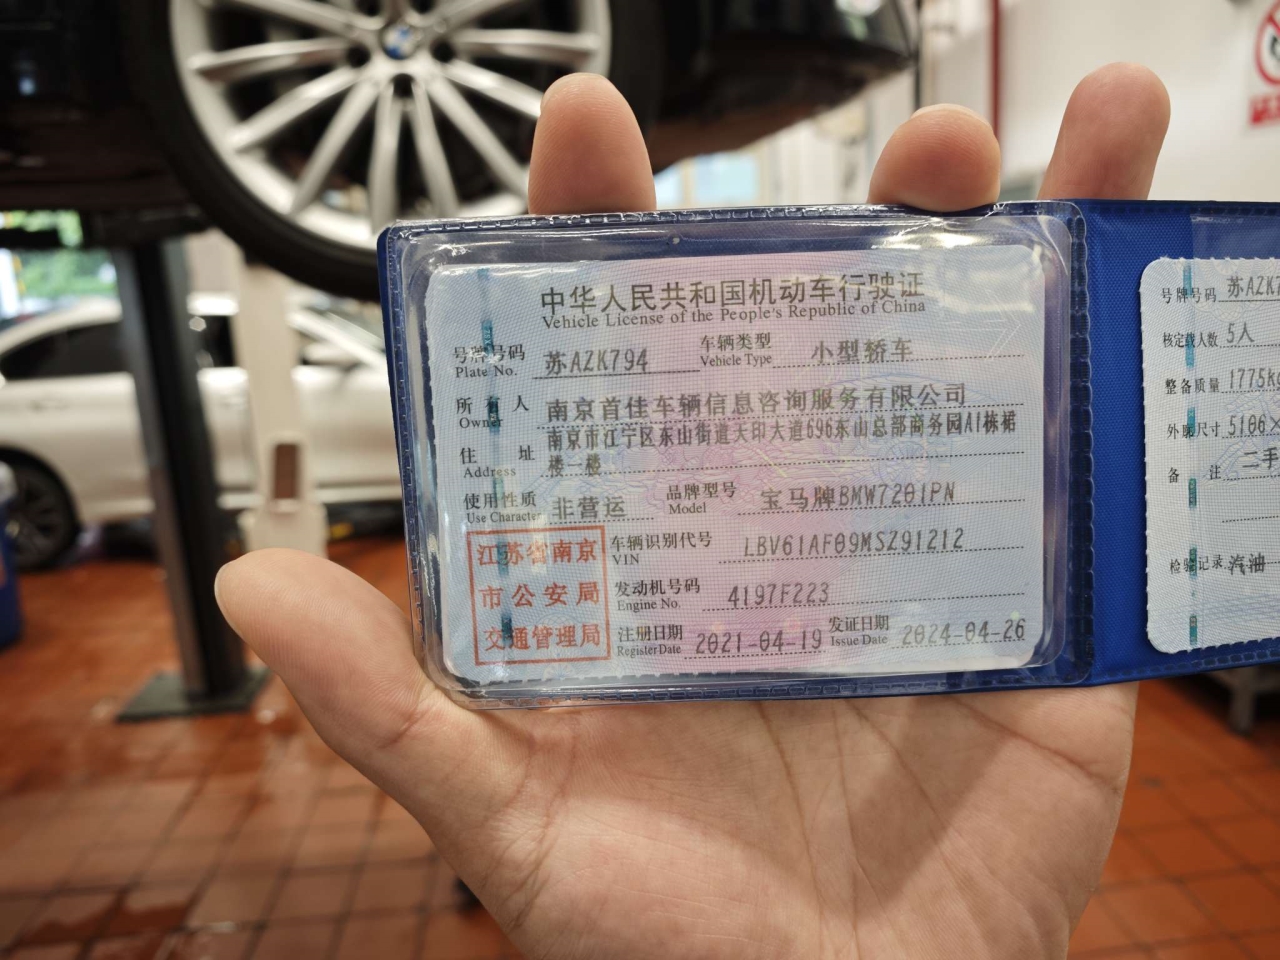 中华人民共和国机动车行驶证
Vehicle License of the People's Republic of China
号牌号码 苏AZK794 车辆类型 小型轿车
Plate No. Vehicle Type
所有人 南京首佳车辆信息咨询服务有限公司
Owner
住址 南京市江宁区东山街道天印大道696东山总部商务园A1栋裙
Address 楼一楼
使用性质 非营运 品牌型号 宝马牌BMW7201PN
Use Character Model
江苏省南京
市公安局
交通管理局
车辆识别代号 LBV61AF09MSZ91212
VIN
发动机号码 4197F223
Engine No.
注册日期 2021-04-19 发证日期 2024-04-26
Register Date Issue Date
号牌号码 苏AZK7
核定载人数 5人
整备质量 1775kg
外廓尺寸 5106×
备注 二手
检验记录 汽油